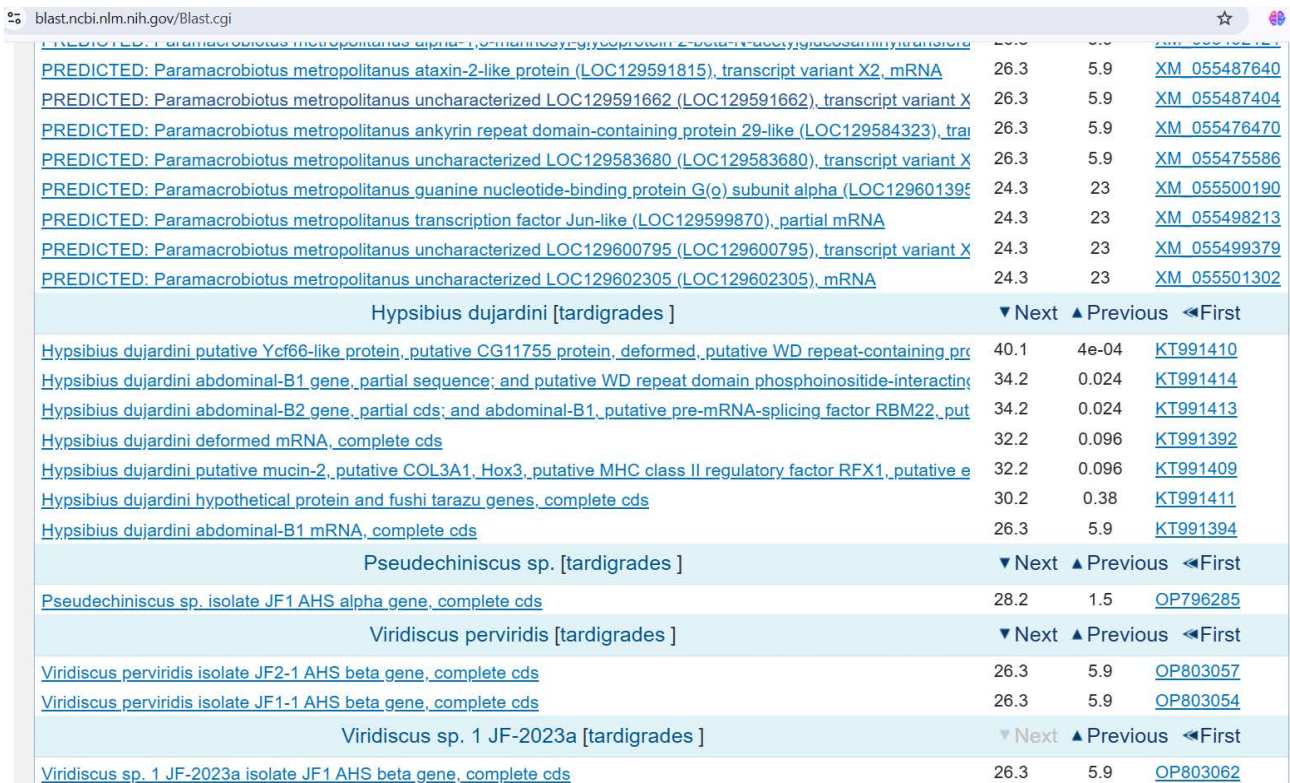 blast.ncbi.nlm.nih.gov/Blast.cgi
PREDICTED: Paramacrobiotus metropolitanus ataxin-2-like protein (LOC129591815), transcript variant X2, mRNA 26.3 5.9 XM_055487640
PREDICTED: Paramacrobiotus metropolitanus uncharacterized LOC129591662 (LOC129591662), transcript variant X 26.3 5.9 XM_055487404
PREDICTED: Paramacrobiotus metropolitanus ankyrin repeat domain-containing protein 29-like (LOC129584323), tra 26.3 5.9 XM_055476470
PREDICTED: Paramacrobiotus metropolitanus uncharacterized LOC129583680 (LOC129583680), transcript variant X 26.3 5.9 XM_055475586
PREDICTED: Paramacrobiotus metropolitanus guanine nucleotide-binding protein G(o) subunit alpha (LOC129601395 24.3 23 XM_055500190
PREDICTED: Paramacrobiotus metropolitanus transcription factor Jun-like (LOC129599870), partial mRNA 24.3 23 XM_055498213
PREDICTED: Paramacrobiotus metropolitanus uncharacterized LOC129600795 (LOC129600795), transcript variant X 24.3 23 XM_055499379
PREDICTED: Paramacrobiotus metropolitanus uncharacterized LOC129602305 (LOC129602305), mRNA 24.3 23 XM_055501302
Hypsibius dujardini [tardigrades ] ▼Next ▲Previous ≪First
Hypsibius dujardini putative Ycf66-like protein, putative CG11755 protein, deformed, putative WD repeat-containing pro 40.1 4e-04 KT991410
Hypsibius dujardini abdominal-B1 gene, partial sequence; and putative WD repeat domain phosphoinositide-interacting 34.2 0.024 KT991414
Hypsibius dujardini abdominal-B2 gene, partial cds; and abdominal-B1, putative pre-mRNA-splicing factor RBM22, put 34.2 0.024 KT991413
Hypsibius dujardini deformed mRNA, complete cds 32.2 0.096 KT991392
Hypsibius dujardini putative mucin-2, putative COL3A1, Hox3, putative MHC class II regulatory factor RFX1, putative e 32.2 0.096 KT991409
Hypsibius dujardini hypothetical protein and fushi tarazu genes, complete cds 30.2 0.38 KT991411
Hypsibius dujardini abdominal-B1 mRNA, complete cds 26.3 5.9 KT991394
Pseudechiniscus sp. [tardigrades ] ▼Next ▲Previous ≪First
Pseudechiniscus sp. isolate JF1 AHS alpha gene, complete cds 28.2 1.5 OP796285
Viridiscus perviridis [tardigrades ] ▼Next ▲Previous ≪First
Viridiscus perviridis isolate JF2-1 AHS beta gene, complete cds 26.3 5.9 OP803057
Viridiscus perviridis isolate JF1-1 AHS beta gene, complete cds 26.3 5.9 OP803054
Viridiscus sp. 1 JF-2023a [tardigrades ] ▼Next ▲Previous ≪First
Viridiscus sp. 1 JF-2023a isolate JF1 AHS beta gene, complete cds 26.3 5.9 OP803062